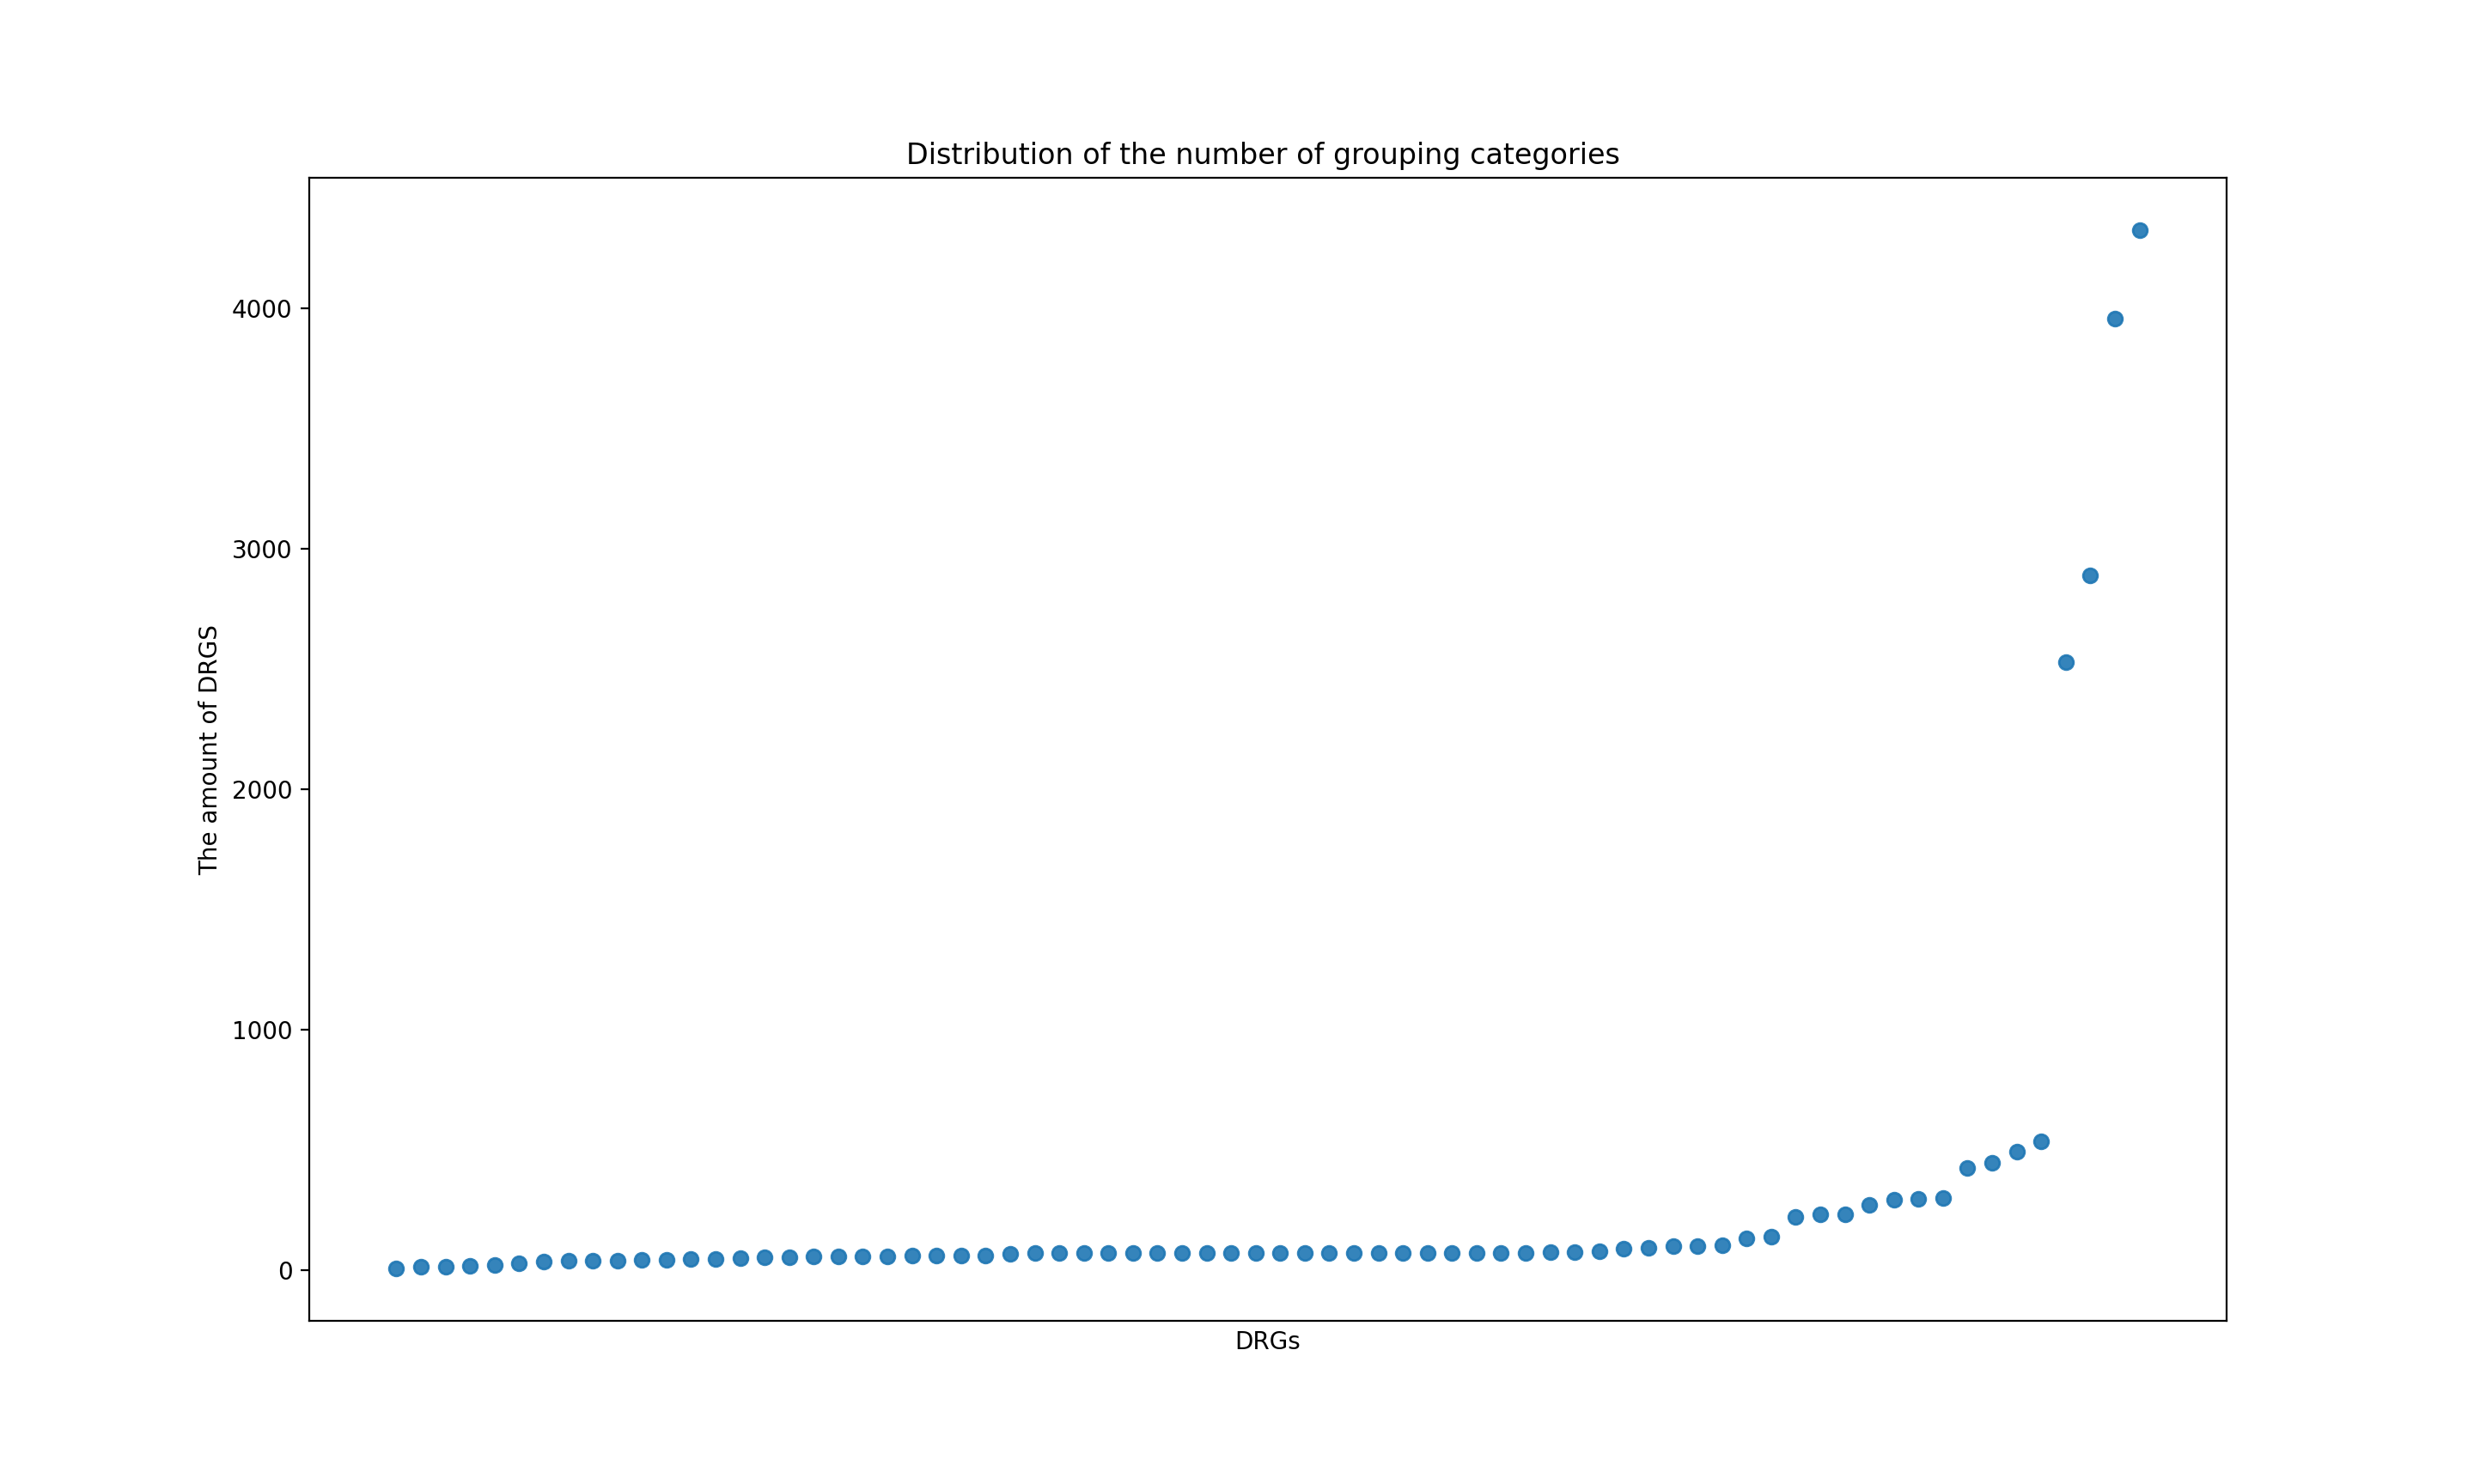 Distribution of the number of grouping categories
The amount of DRGs
4000
3000
2000
1000
0
DRGs